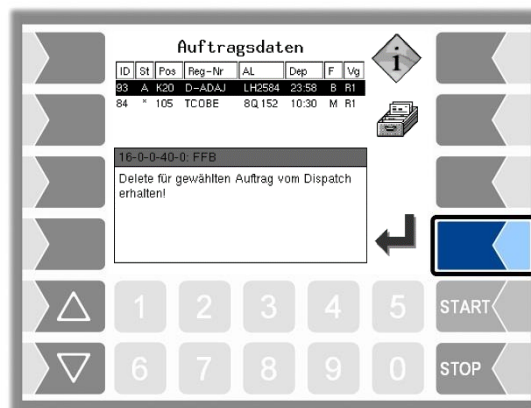 Auftragsdaten
i
ID St Pos Reg-Nr AL Dep F Vg
93 A K20 D-ADAJ LH2584 23:58 B R1
84 * 105 TCOBE 8Q 152 10:30 M R1
16-0-0-40-0: FFB
Delete für gewählten Auftrag vom Dispatch
erhalten!
1 2 3 4 5 START
6 7 8 9 0 STOP